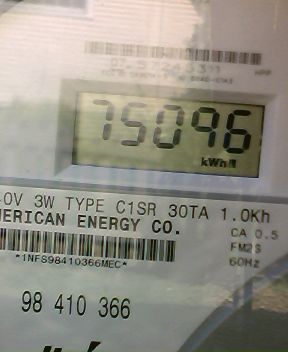 75096
kWh
0V 3W TYPE C1SR 30TA 1.0Kh
MERICAN ENERGY CO.
CA 0.5
FM2S
60Hz
*1NFS98410366MEC*
98 410 366